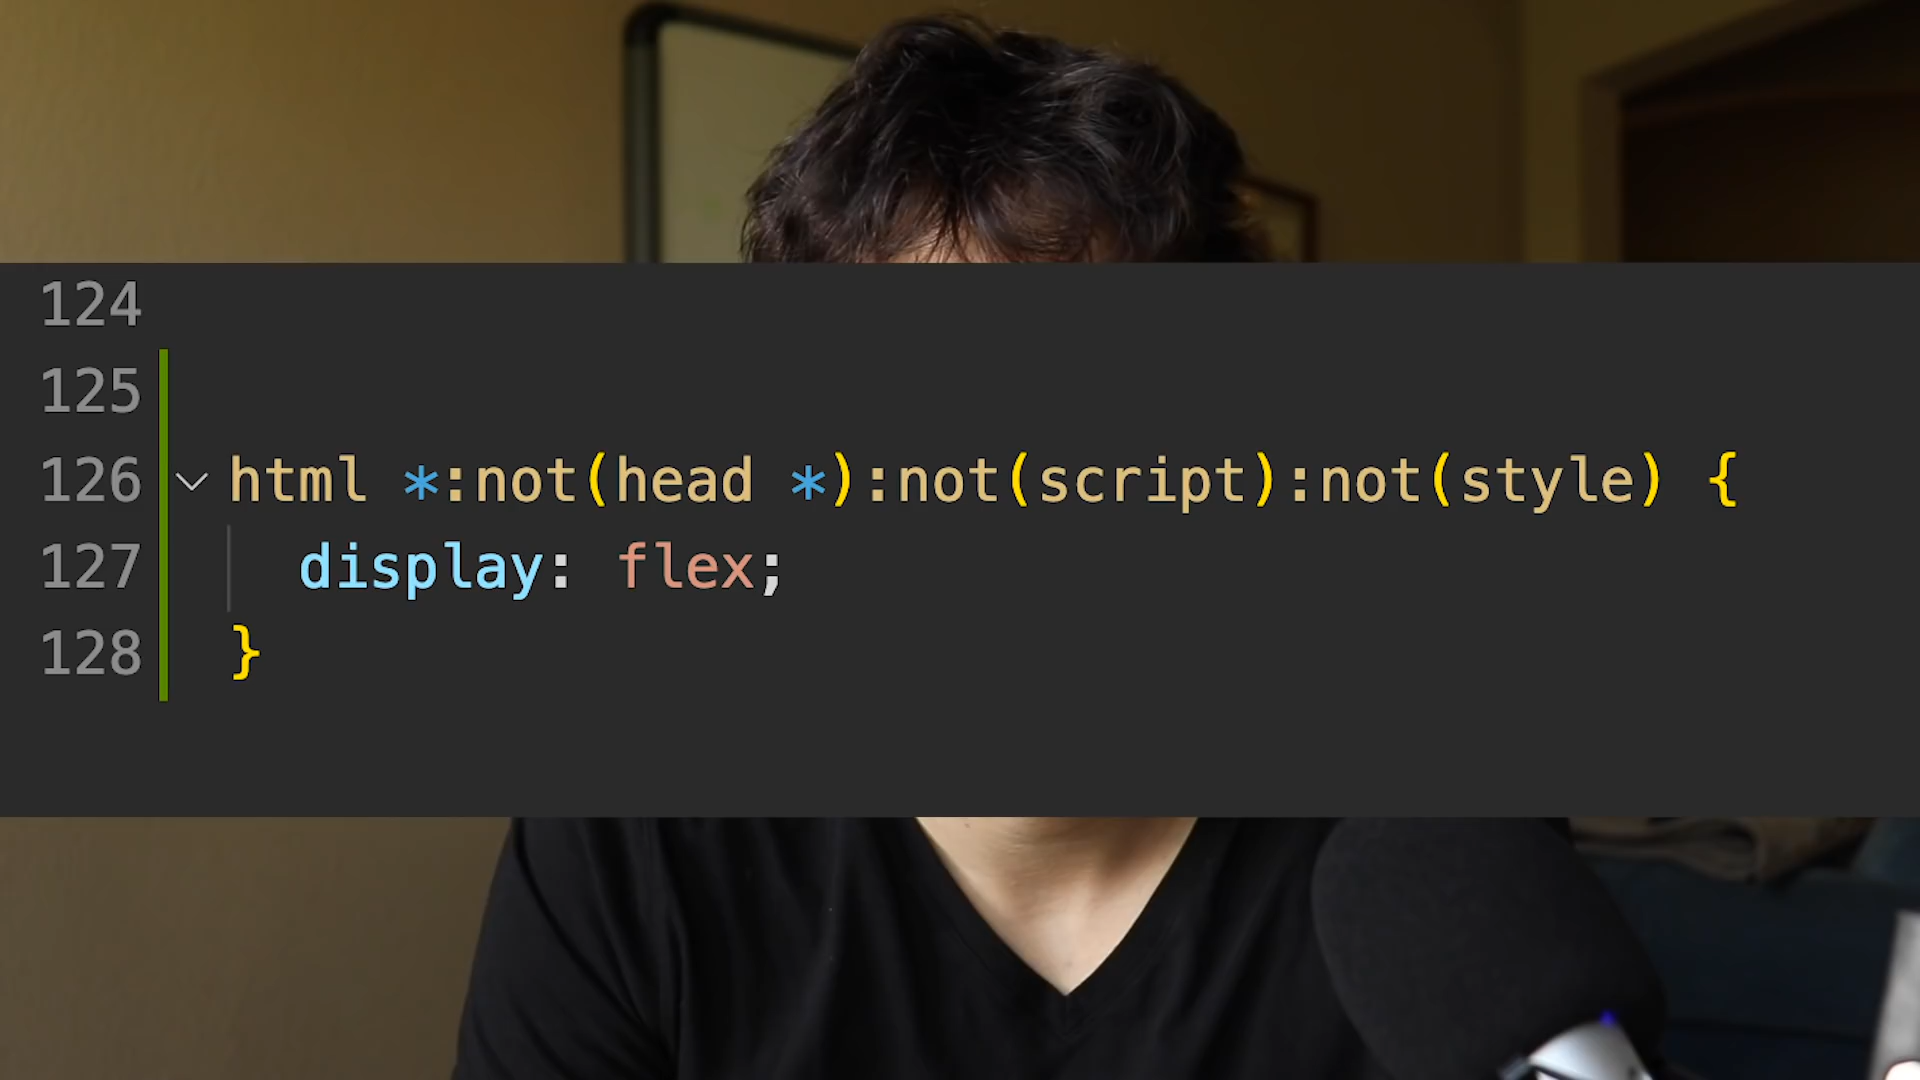 124
125
126 html *:not(head *):not(script):not(style) {
127 display: flex;
128 }